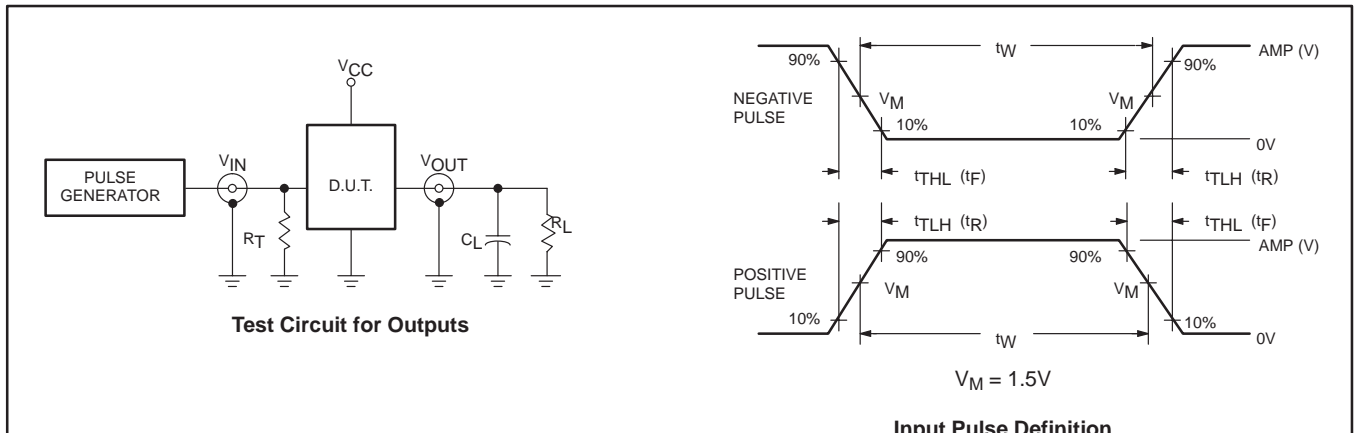 VCC
PULSE
GENERATOR
VIN
RT
D.U.T.
VOUT
CL
RL
Test Circuit for Outputs
tW
AMP (V)
90%
90%
NEGATIVE
PULSE
VM
VM
10%
10%
0V
tTHL (tF)
tTLH (tR)
tTLH (tR)
tTHL (tF)
AMP (V)
90%
90%
POSITIVE
PULSE
VM
VM
10%
10%
tW
0V
VM = 1.5V
Input Pulse Definition